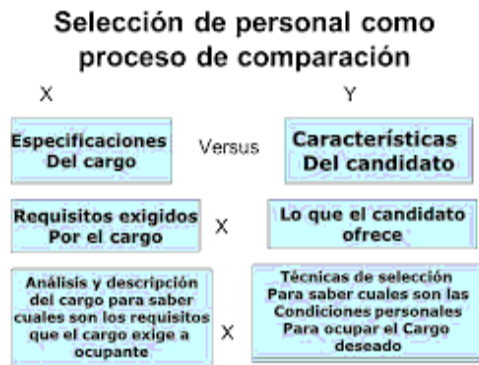 Selección de personal como
proceso de comparación
X
Y
Especificaciones
Del cargo
Versus
Características
Del candidato
Requisitos exigidos
Por el cargo
X
Lo que el candidato
ofrece
Análisis y descripción
del cargo para saber
cuales son los requisitos
que el cargo exige a
ocupante
X
Técnicas de selección
Para saber cuales son las
Condiciones personales
Para ocupar el Cargo
deseado